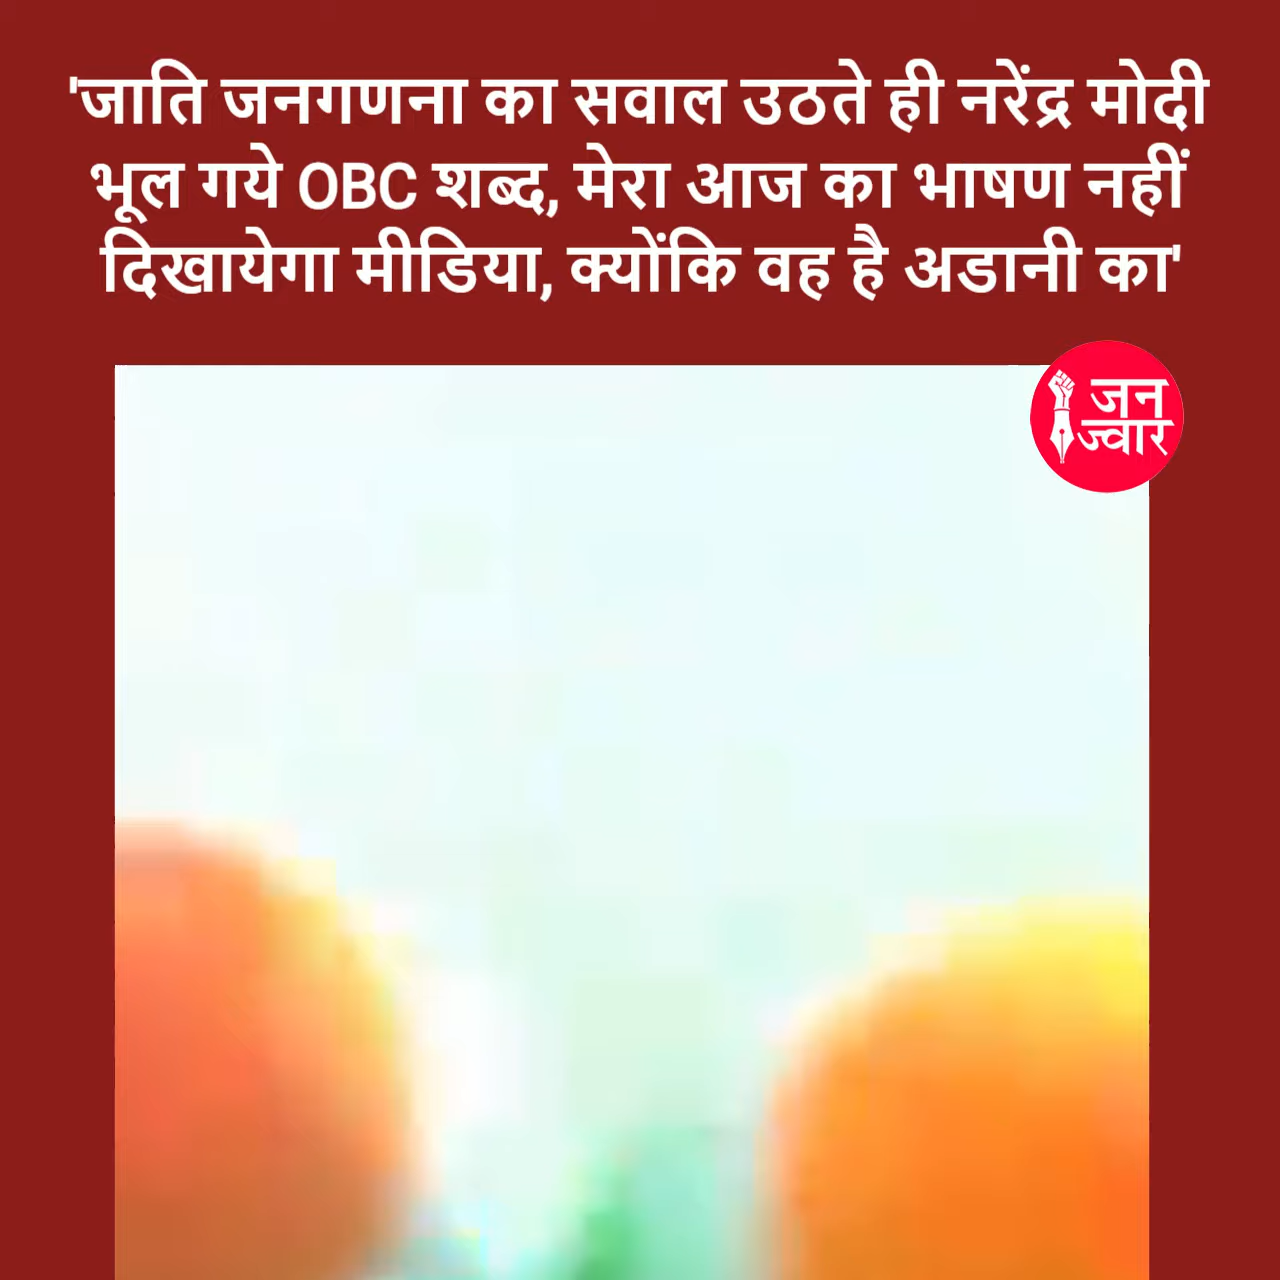 'जाति जनगणना का सवाल उठते ही नरेंद्र मोदी
भूल गये OBC शब्द, मेरा आज का भाषण नहीं
दिखायेगा मीडिया, क्योंकि वह है अडानी का'
जन
ज्वार